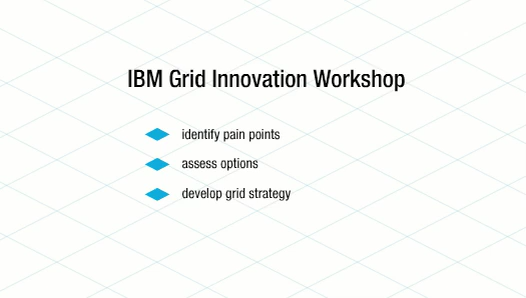 IBM Grid Innovation Workshop
identify pain points
assess options
develop grid strategy